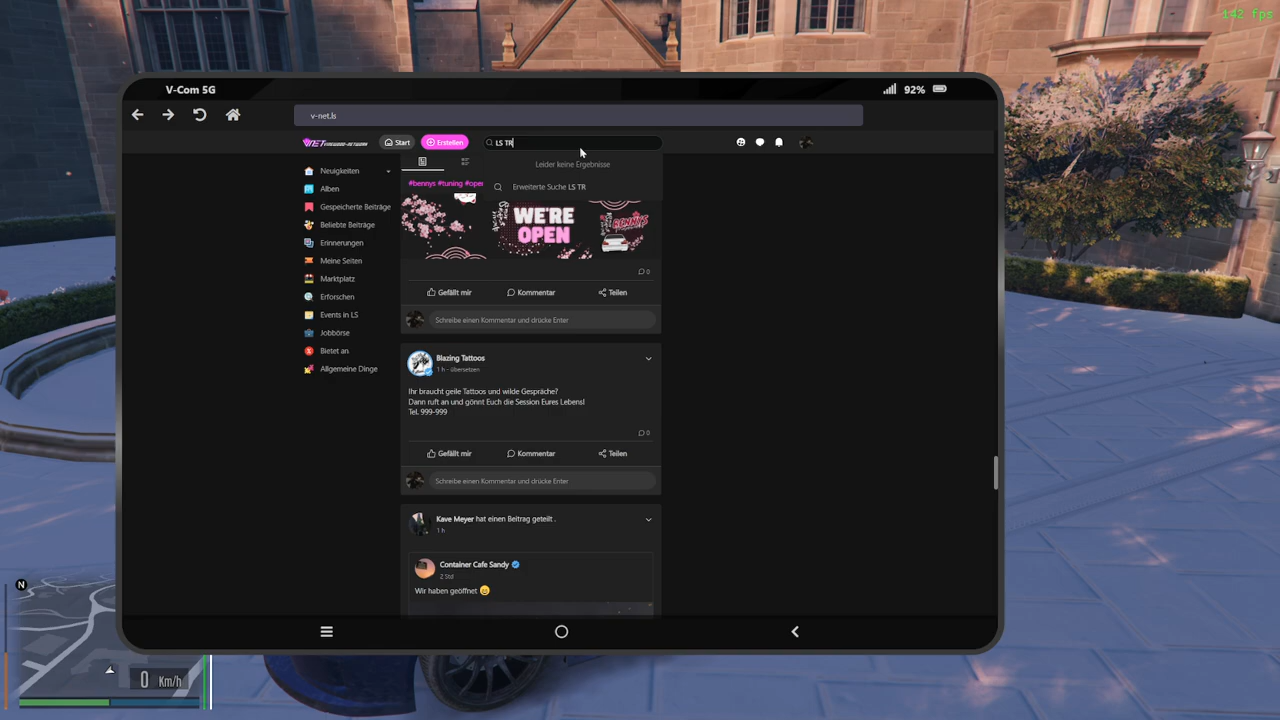 142 fps
V-Com 5G
92%
v-net.ls
Start
Erstellen
LS TR
Leider keine Ergebnisse
Erweiterte Suche LS TR
Neuigkeiten
Alben
Gespeicherte Beiträge
Beliebte Beiträge
Erinnerungen
Meine Seiten
Marktplatz
Erforschen
Events in LS
Jobbörse
Bietet an
Allgemeine Dinge
#bennys #tuning #oper
WE'RE
OPEN
BENNYS
0
Gefällt mir
Kommentar
Teilen
Schreibe einen Kommentar und drücke Enter
Blazing Tattoos
1 h - übersetzen
Ihr braucht geile Tattoos und wilde Gespräche?
Dann ruft an und gönnt Euch die Session Eures Lebens!
Tel. 999-999
0
Gefällt mir
Kommentar
Teilen
Schreibe einen Kommentar und drücke Enter
Kave Meyer hat einen Beitrag geteilt .
1 h
Container Cafe Sandy
2 Std
Wir haben geöffnet 😀
N
0 Km/h